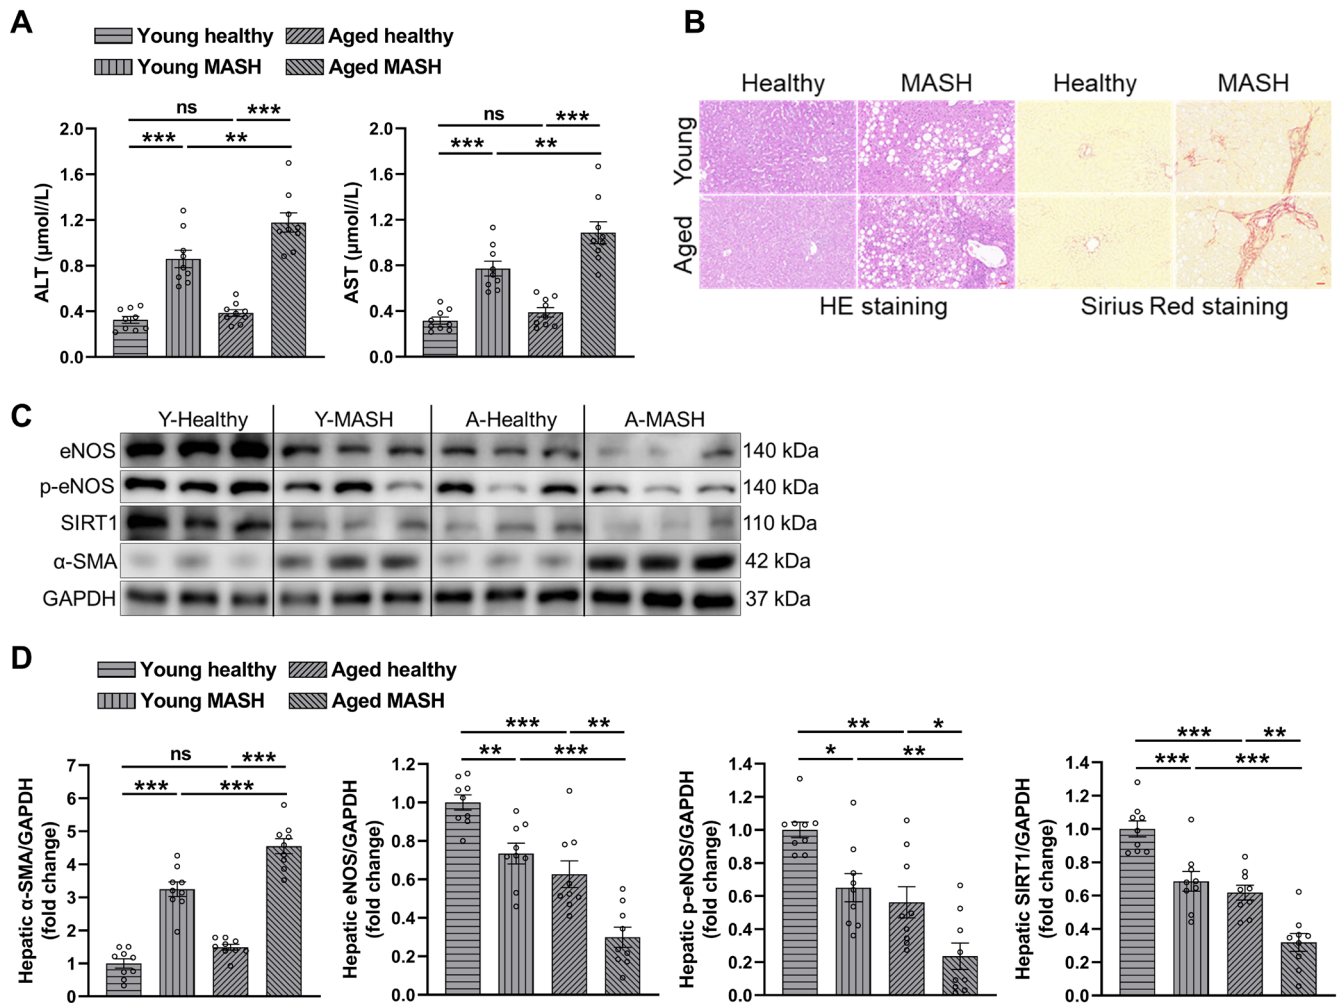 A
Young healthy Aged healthy
Young MASH Aged MASH
ns
***
***
**
2.0
1.6
1.2
0.8
0.4
0.0
ALT (μmol//L)
ns
***
***
**
2.0
1.6
1.2
0.8
0.4
0.0
AST (μmol//L)
B
Healthy MASH Healthy MASH
Young
Aged
HE staining Sirius Red staining
C
Y-Healthy Y-MASH A-Healthy A-MASH
eNOS 140 kDa
p-eNOS 140 kDa
SIRT1 110 kDa
α-SMA 42 kDa
GAPDH 37 kDa
D
Young healthy Aged healthy
Young MASH Aged MASH
ns
***
***
***
7
6
5
4
3
2
1
0
Hepatic α-SMA/GAPDH
(fold change)
***
**
**
***
1.2
1.0
0.8
0.6
0.4
0.2
0.0
Hepatic eNOS/GAPDH
(fold change)
**
*
*
**
1.4
1.2
1.0
0.8
0.6
0.4
0.2
0.0
Hepatic p-eNOS/GAPDH
(fold change)
***
**
***
***
1.4
1.2
1.0
0.8
0.6
0.4
0.2
0.0
Hepatic SIRT1/GAPDH
(fold change)